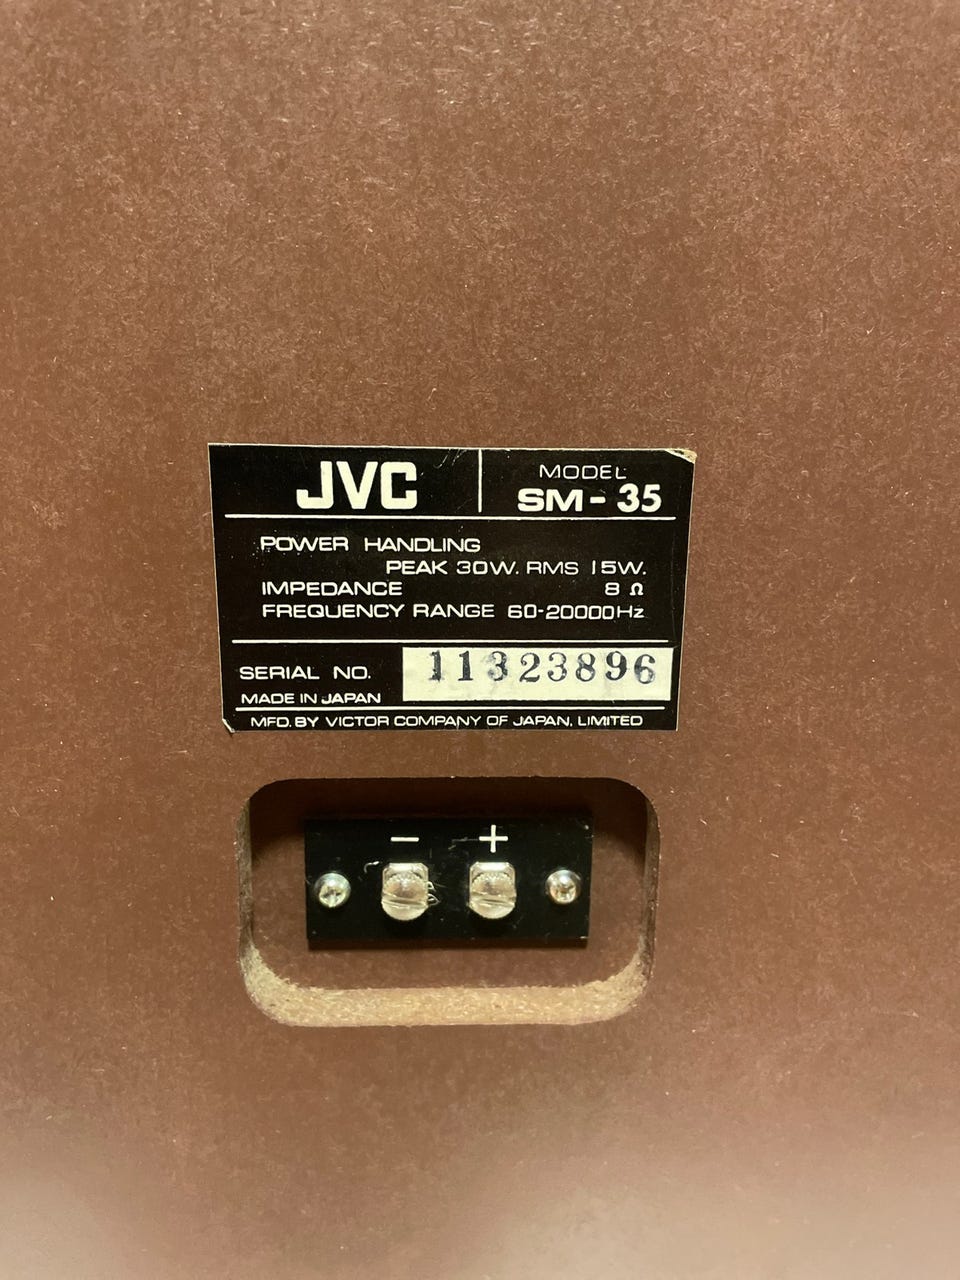 JVC
MODEL
SM-35
POWER HANDLING
PEAK 30W. RMS 15W.
IMPEDANCE 8 Ω
FREQUENCY RANGE 60-20000Hz
SERIAL NO. 11323896
MADE IN JAPAN
MFD. BY VICTOR COMPANY OF JAPAN, LIMITED
− +